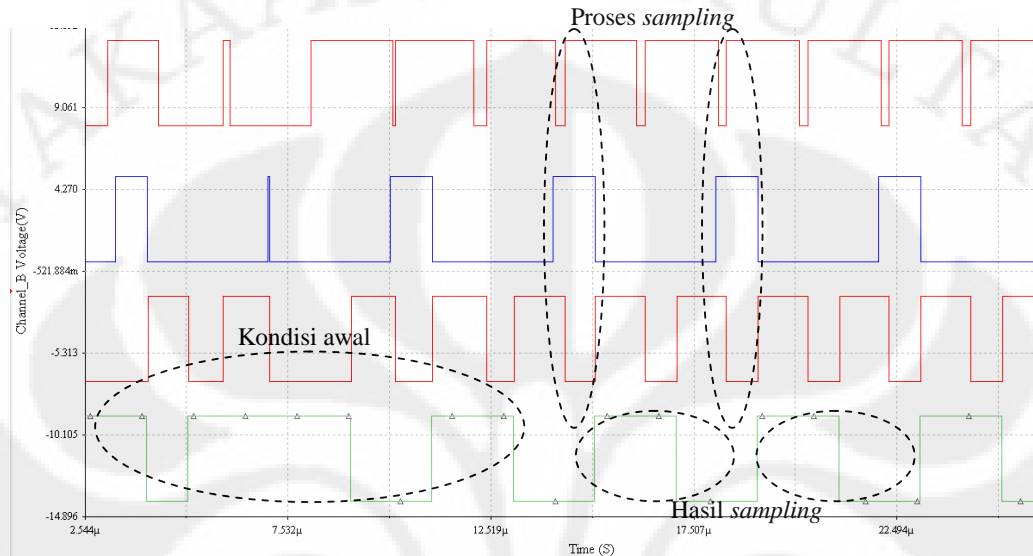 Proses sampling
9.061
4.270
-521.884m
-5.313
-10.105
-14.896
Channel_B Voltage(V)
Kondisi awal
Hasil sampling
2.544µ
7.532µ
12.519µ
17.507µ
22.494µ
Time (S)